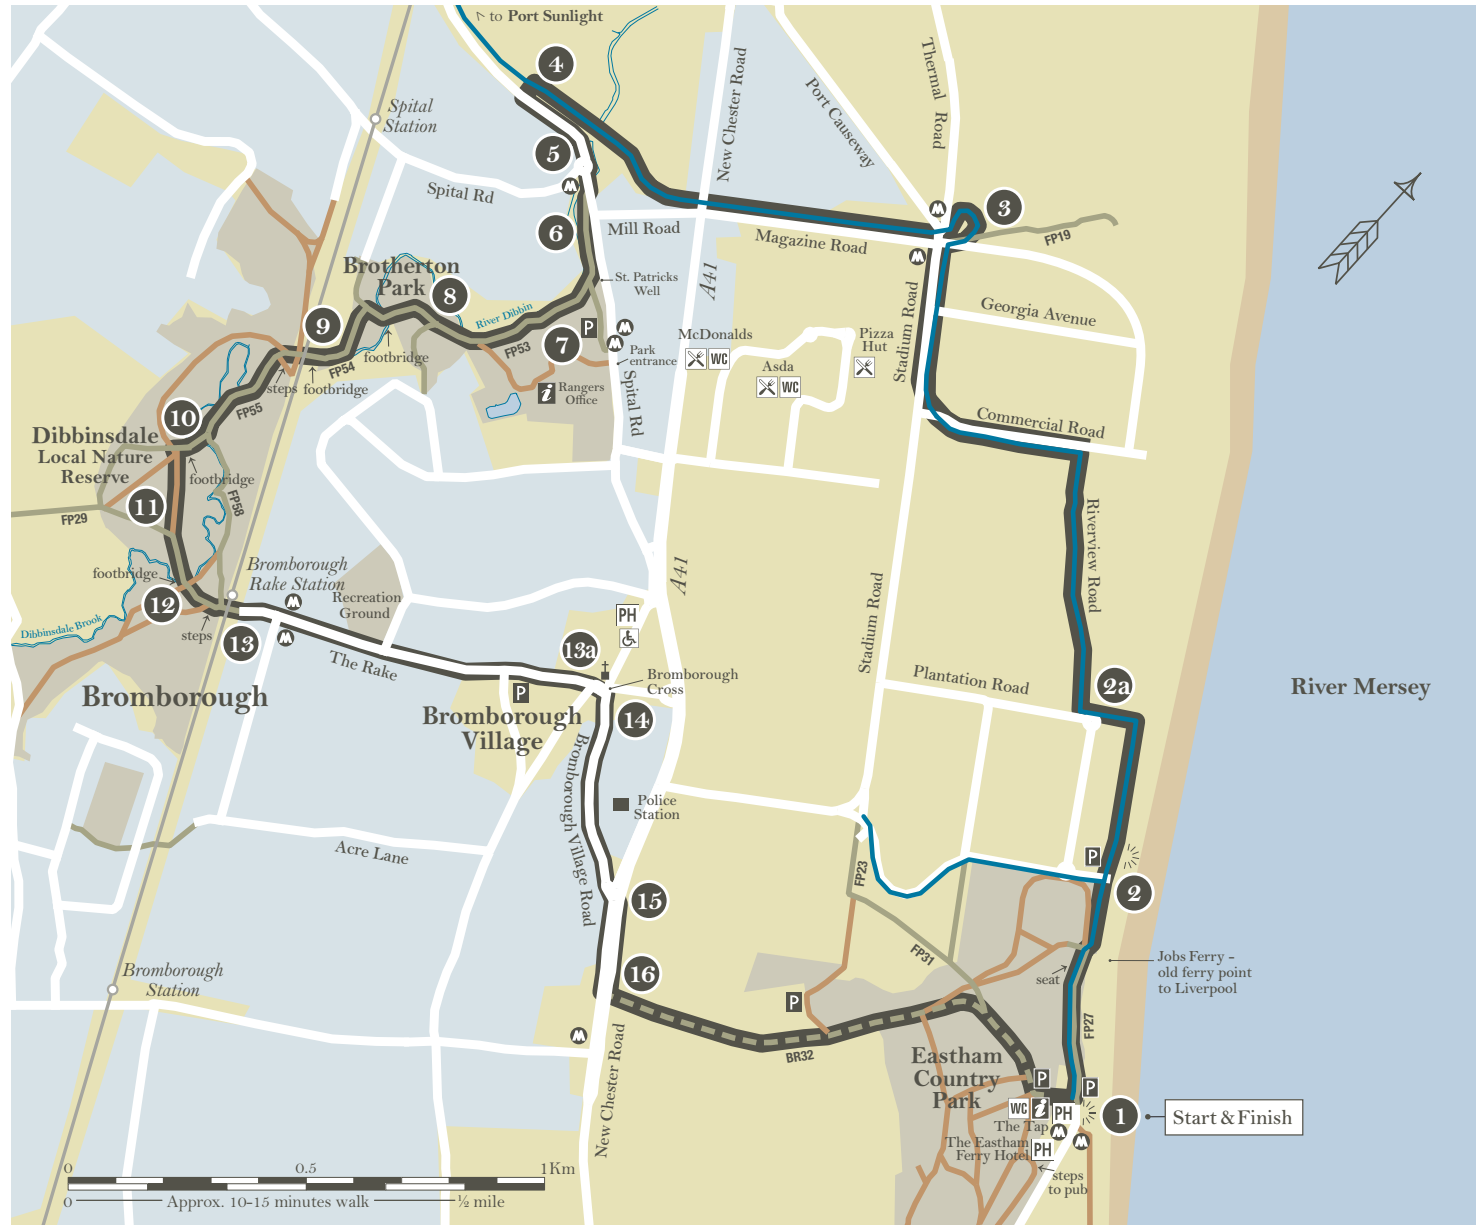 to Port Sunlight
4
Spital
Station
5
New Chester Road
Port Causeway
Thermal Road
Spital Rd
M
M
3
6
Mill Road
Magazine Road
FP19
M
Brotherton
Park
8
St. Patricks
Well
A41
Stadium Road
Georgia Avenue
River Dibbin
9
FP53
7
P
M
M
McDonalds
WC
Pizza
Hut
footbridge
FP54
Park
entrance
Asda
WC
steps
footbridge
i
Rangers
Office
Spital Rd
10
FP55
Commercial Road
Dibbinsdale
Local Nature
Reserve
footbridge
FP58
11
FP29
Riverview Road
footbridge
Bromborough
Rake Station
A41
Recreation
Ground
M
PH
12
Dibbinsdale Brook
steps
13
M
The Rake
13a
Stadium Road
Bromborough
Cross
Plantation Road
2a
River Mersey
Bromborough
P
Bromborough
Village
14
Bromborough Village Road
Police
Station
Acre Lane
P
FP23
2
15
FP31
Bromborough
Station
16
seat
Jobs Ferry -
old ferry point
to Liverpool
P
M
BR32
FP27
New Chester Road
Eastham
Country
Park
P
P
WC
i
PH
1
Start & Finish
The Tap
M
M
The Eastham
Ferry Hotel
PH
steps
to pub
0
0.5
1Km
0
Approx. 10-15 minutes walk
½ mile